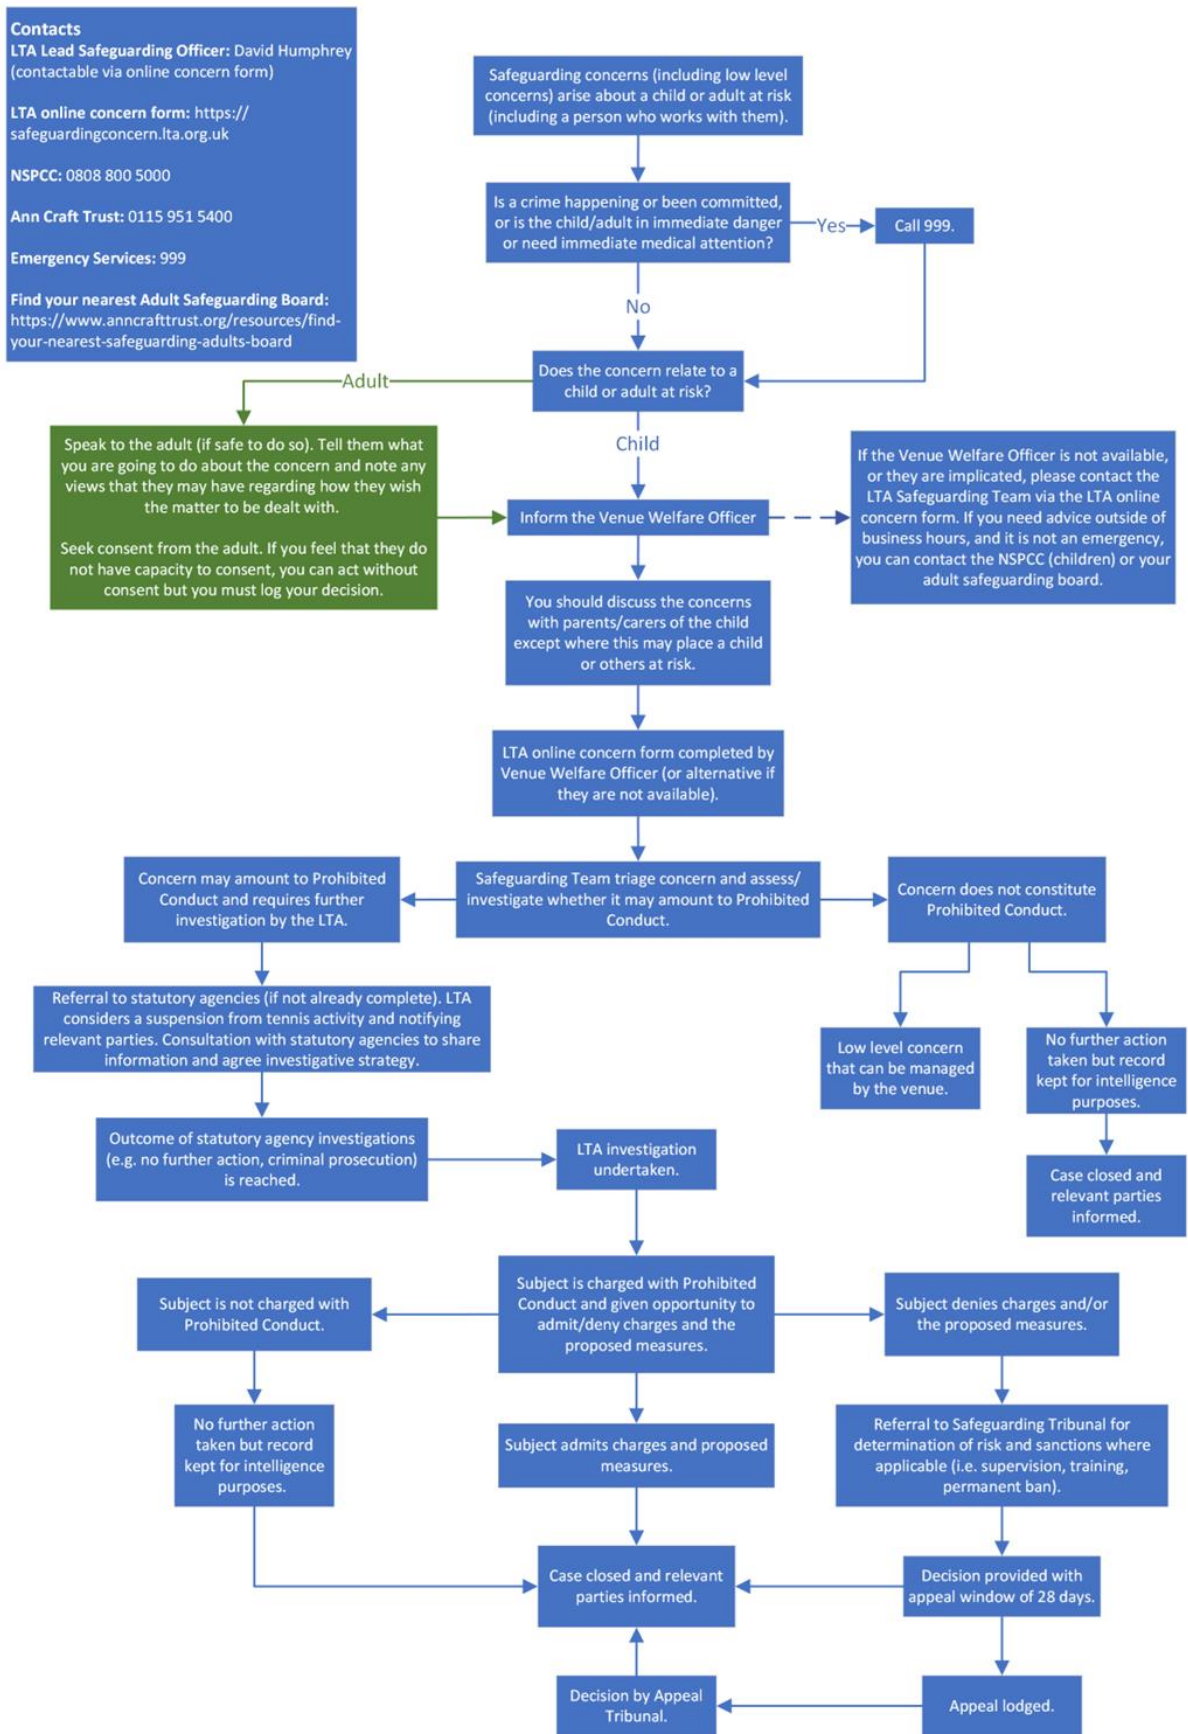 Contacts
LTA Lead Safeguarding Officer: David Humphrey
(contactable via online concern form)
LTA online concern form: https://
safeguardingconcern.lta.org.uk
NSPCC: 0808 800 5000
Ann Craft Trust: 0115 951 5400
Emergency Services: 999
Find your nearest Adult Safeguarding Board:
https://www.anncrafttrust.org/resources/find-
your-nearest-safeguarding-adults-board
Safeguarding concerns (including low level
concerns) arise about a child or adult at risk
(including a person who works with them).
Is a crime happening or been committed,
or is the child/adult in immediate danger
or need immediate medical attention?
Yes
Call 999.
No
Does the concern relate to a
child or adult at risk?
Adult
Child
Speak to the adult (if safe to do so). Tell them what
you are going to do about the concern and note any
views that they may have regarding how they wish
the matter to be dealt with.
Seek consent from the adult. If you feel that they do
not have capacity to consent, you can act without
consent but you must log your decision.
Inform the Venue Welfare Officer
If the Venue Welfare Officer is not available,
or they are implicated, please contact the
LTA Safeguarding Team via the LTA online
concern form. If you need advice outside of
business hours, and it is not an emergency,
you can contact the NSPCC (children) or your
adult safeguarding board.
You should discuss the concerns
with parents/carers of the child
except where this may place a child
or others at risk.
LTA online concern form completed by
Venue Welfare Officer (or alternative if
they are not available).
Concern may amount to Prohibited
Conduct and requires further
investigation by the LTA.
Safeguarding Team triage concern and assess/
investigate whether it may amount to Prohibited
Conduct.
Concern does not constitute
Prohibited Conduct.
Referral to statutory agencies (if not already complete). LTA
considers a suspension from tennis activity and notifying
relevant parties. Consultation with statutory agencies to share
information and agree investigative strategy.
Low level concern
that can be managed
by the venue.
No further action
taken but record
kept for intelligence
purposes.
Outcome of statutory agency investigations
(e.g. no further action, criminal prosecution)
is reached.
LTA investigation
undertaken.
Case closed and
relevant parties
informed.
Subject is not charged with
Prohibited Conduct.
Subject is charged with Prohibited
Conduct and given opportunity to
admit/deny charges and the
proposed measures.
Subject denies charges and/or
the proposed measures.
No further action
taken but record
kept for intelligence
purposes.
Subject admits charges and proposed
measures.
Referral to Safeguarding Tribunal for
determination of risk and sanctions where
applicable (i.e. supervision, training,
permanent ban).
Case closed and relevant
parties informed.
Decision provided with
appeal window of 28 days.
Decision by Appeal
Tribunal.
Appeal lodged.